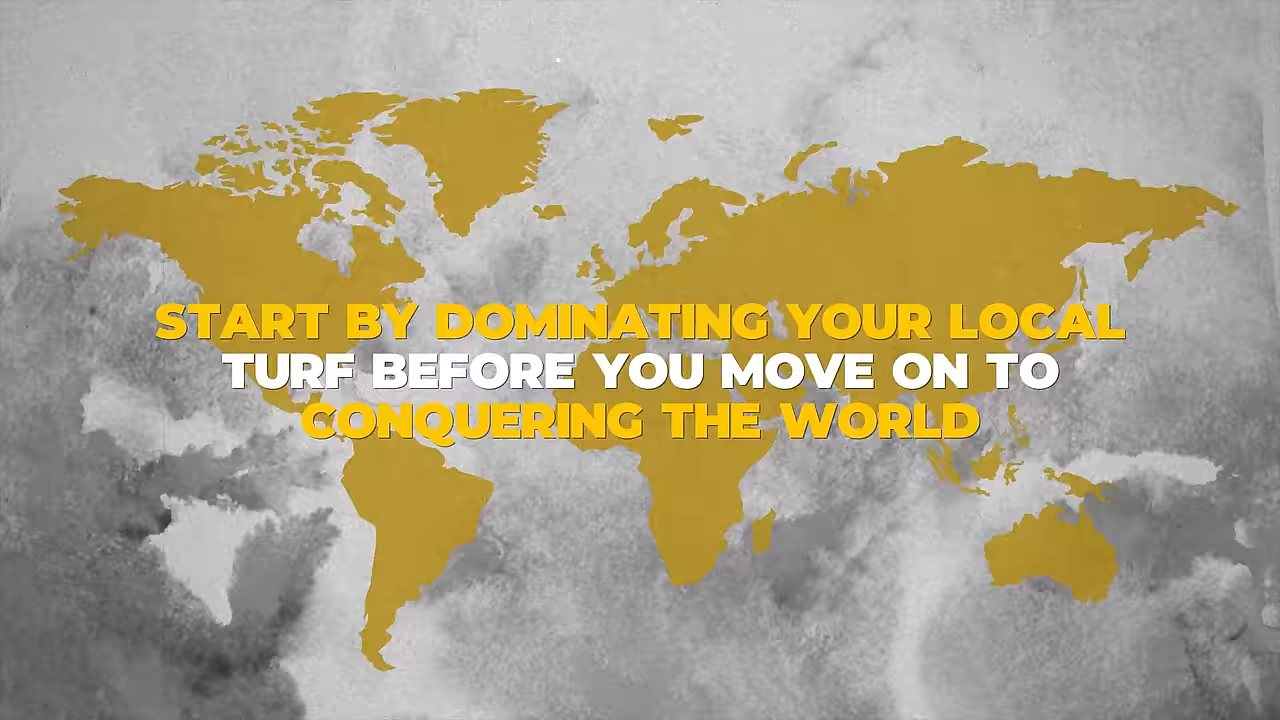 START BY DOMINATING YOUR LOCAL
TURF BEFORE YOU MOVE ON TO
CONQUERING THE WORLD